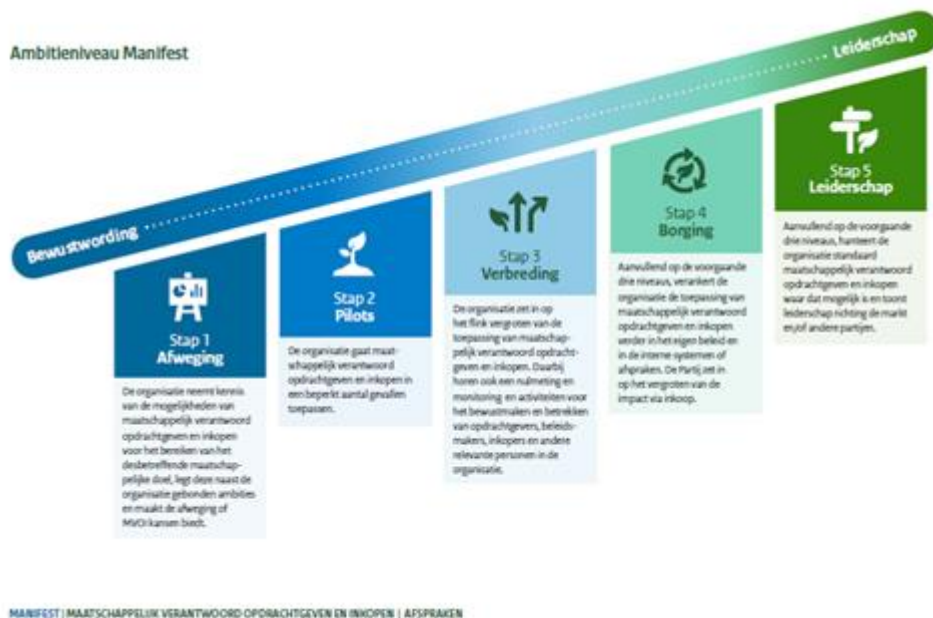 Ambitieniveau Manifest
Bewustwording
Leiderschap
Stap 1
Afweging
De organisatie neemt kennis
van de mogelijkheden van
maatschappelijk verantwoord
opdrachtgeven en inkopen
voor het bereiken van het
desbetreffende maatschap-
pelijke doel, legt deze naast de
organisatie gebonden ambities
en maakt de afweging of
MVOI kansen biedt.
Stap 2
Pilots
De organisatie gaat maat-
schappelijk verantwoord
opdrachtgeven en inkopen in
een beperkt aantal gevallen
toepassen.
Stap 3
Verbreding
De organisatie zet in op
het flink vergroten van de
toepassing van maatschap-
pelijk verantwoord opdracht-
geven en inkopen. Daarbij
horen ook een nulmeting en
monitoring en activiteiten voor
het bewustmaken en betrekken
van opdrachtgevers, beleids-
makers, inkopers en andere
relevante personen in de
organisatie.
Stap 4
Borging
Aanvullend op de voorgaande
drie niveaus, verankert de
organisatie de toepassing van
maatschappelijk verantwoord
opdrachtgeven en inkopen
verder in het eigen beleid en
in de interne systemen of
afspraken. De Partij zet in
op het vergroten van de
impact via inkoop.
Stap 5
Leiderschap
Aanvullend op de voorgaande
drie niveaus, hanteert de
organisatie standaard
maatschappelijk verantwoord
opdrachtgeven en inkopen
waar dat mogelijk is en toont
leiderschap richting de markt
en/of andere partijen.
MANIFEST | MAATSCHAPPELIJK VERANTWOORD OPDRACHTGEVEN EN INKOPEN | AFSPRAKEN